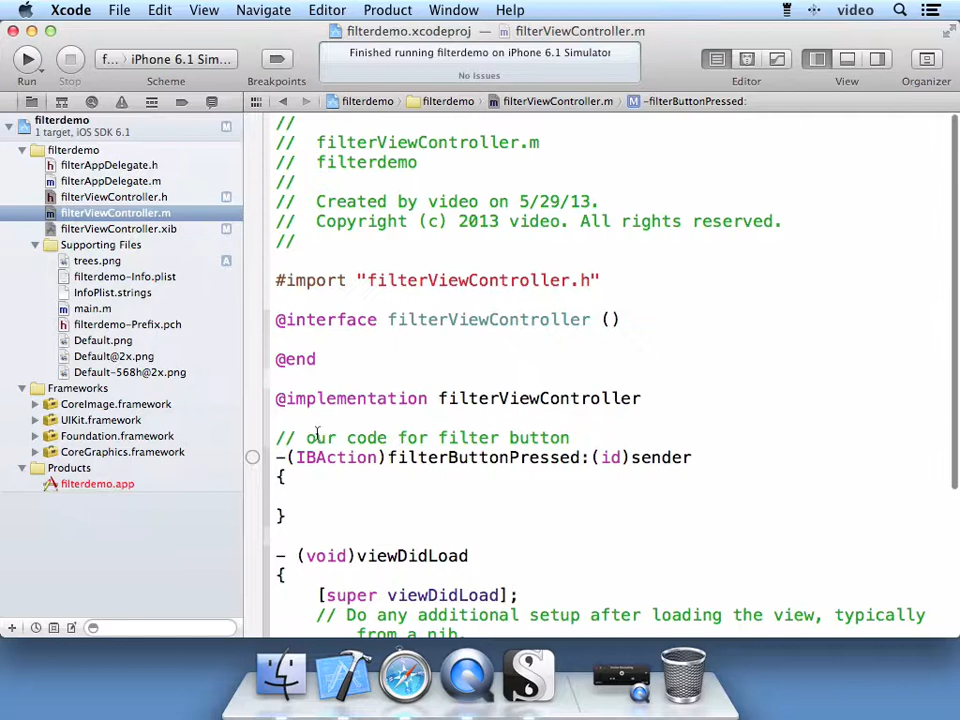 Xcode File Edit View Navigate Editor Product Window Help video
filterdemo.xcodeproj — filterViewController.m
f... iPhone 6.1 Sim...
Finished running filterdemo on iPhone 6.1 Simulator
No Issues
Run Stop Scheme Breakpoints Editor View Organizer
filterdemo filterdemo filterViewController.m M -filterButtonPressed:
filterdemo M
1 target, iOS SDK 6.1
filterdemo
filterAppDelegate.h
filterAppDelegate.m
filterViewController.h M
filterViewController.m
filterViewController.xib M
Supporting Files
trees.png A
filterdemo-Info.plist
InfoPlist.strings
main.m
filterdemo-Prefix.pch
Default.png
Default@2x.png
Default-568h@2x.png
Frameworks
CoreImage.framework
UIKit.framework
Foundation.framework
CoreGraphics.framework
Products
filterdemo.app
//
// filterViewController.m
// filterdemo
//
// Created by video on 5/29/13.
// Copyright (c) 2013 video. All rights reserved.
//
#import "filterViewController.h"
@interface filterViewController ()
@end
@implementation filterViewController
// our code for filter button
-(IBAction)filterButtonPressed:(id)sender
{
}
- (void)viewDidLoad
{
[super viewDidLoad];
// Do any additional setup after loading the view, typically
from a nib.